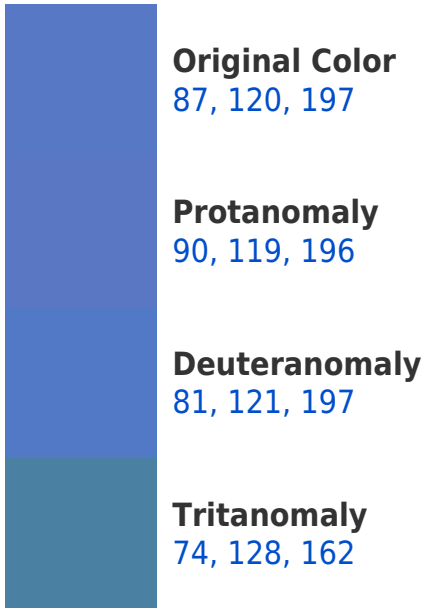 Original Color
87, 120, 197
Protanomaly
90, 119, 196
Deuteranomaly
81, 121, 197
Tritanomaly
74, 128, 162